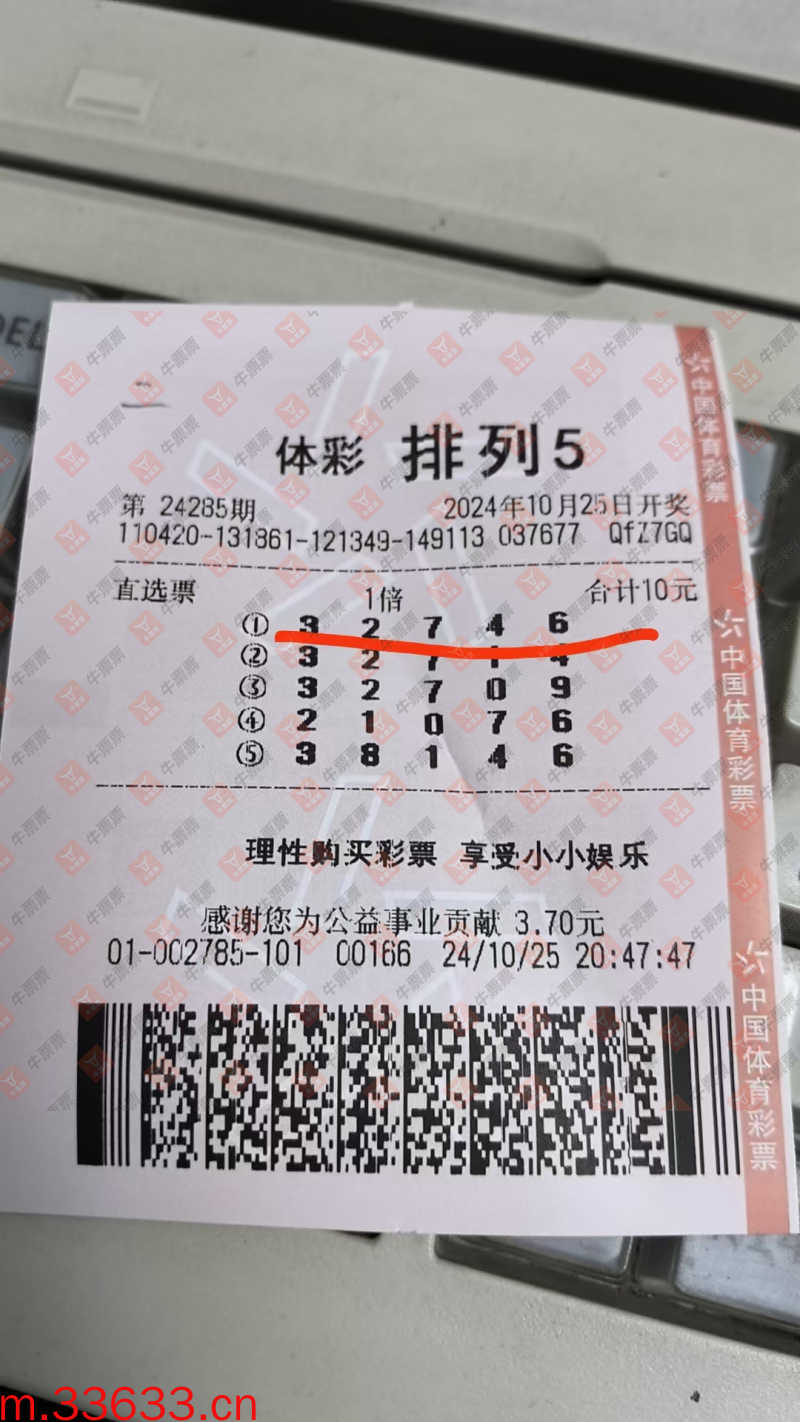 DEL
体彩 排列5
第 24285期 2024年10月25日开奖
110420-131861-121349-149113 037677 QfZ7GQ
直选票 1倍 合计10元
① 3 2 7 4 6
② 3 2 7 1 4
③ 3 2 7 0 9
④ 2 1 0 7 6
⑤ 3 8 1 4 6
理性购买彩票 享受小小娱乐
感谢您为公益事业贡献 3.70元
01-002785-101 00166 24/10/25 20:47:47
中国体育彩票
中国体育彩票
中国体育彩票
牛票票
m.33633.cn